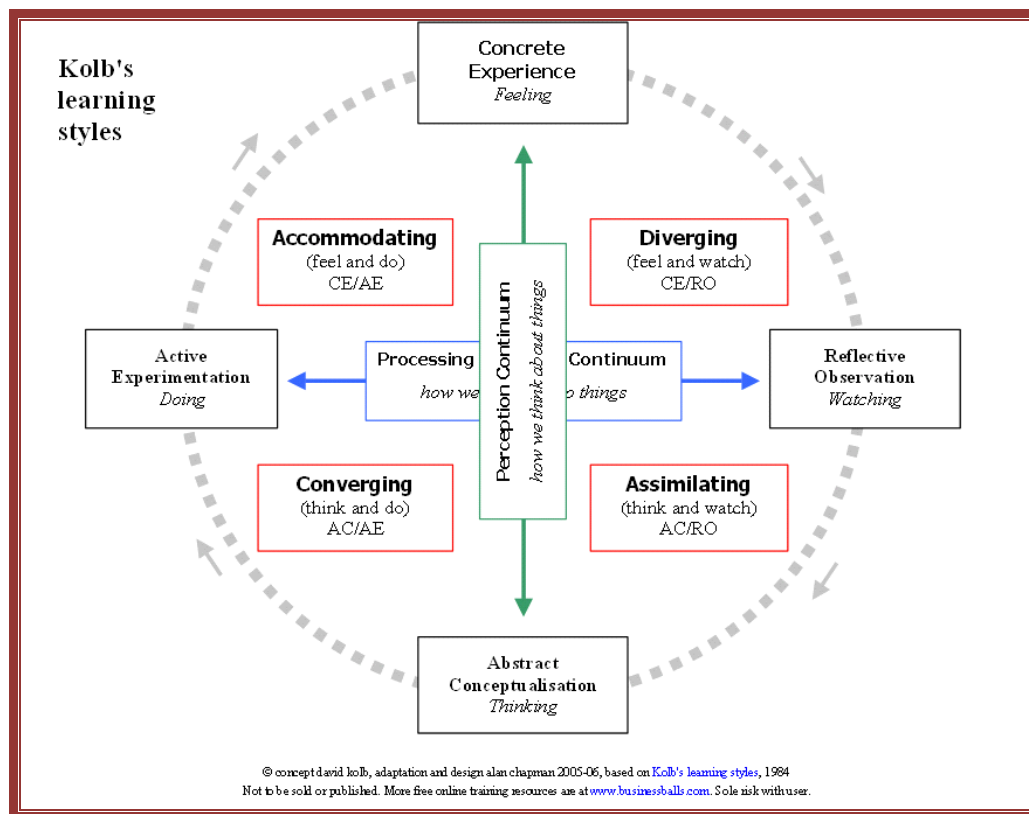 Kolb's
learning
styles
Concrete
Experience
Feeling
Accommodating
(feel and do)
CE/AE
Diverging
(feel and watch)
CE/RO
Perception Continuum
how we think about things
Processing Continuum
how we things
Active
Experimentation
Doing
Reflective
Observation
Watching
Converging
(think and do)
AC/AE
Assimilating
(think and watch)
AC/RO
Abstract
Conceptualisation
Thinking
© concept david kolb, adaptation and design alan chapman 2005-06, based on Kolb's learning styles, 1984
Not to be sold or published. More free online training resources are at www.businessballs.com. Sole risk with user.